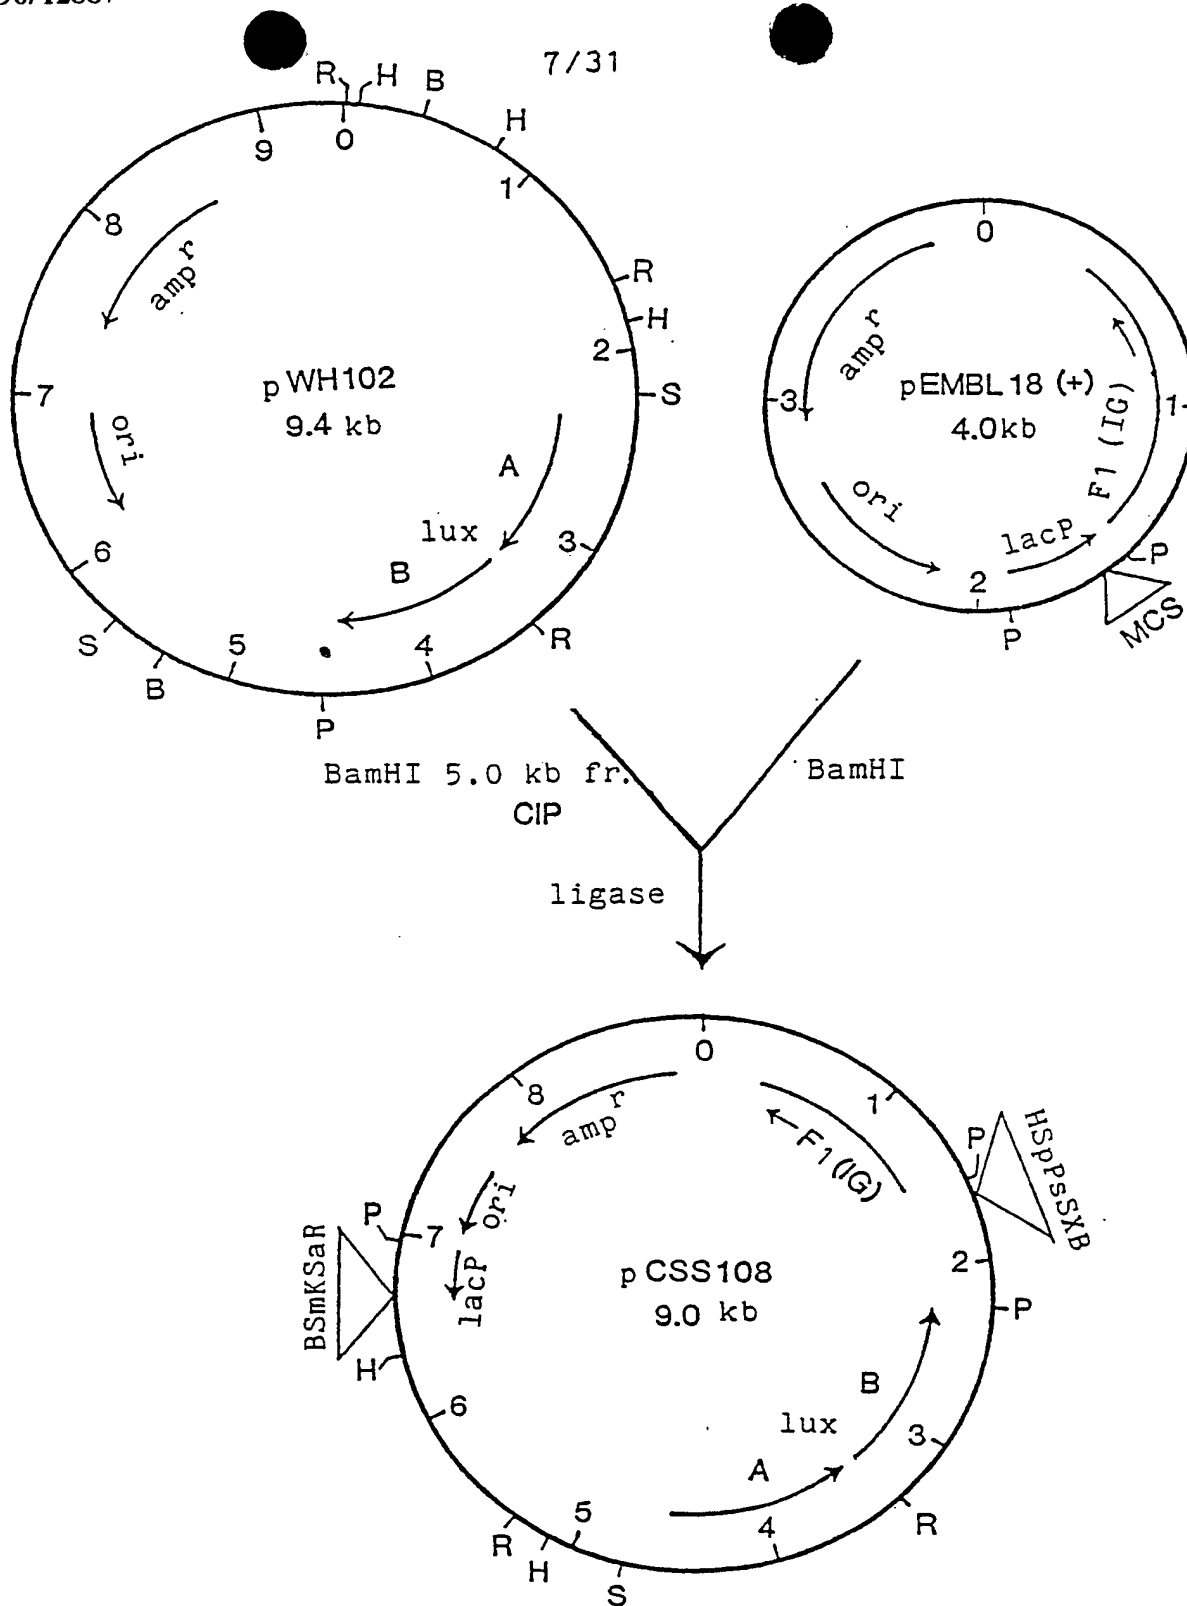 7/31
R H B
H
0
9
1
8
amp r
R
H
2
7
S
pWH102
9.4 kb
ori
A
lux
3
B
6
R
S
5
4
B
P
0
amp r
3
pEMBL18 (+)
4.0kb
F1 (IG)
1
ori
lacP
P
2
MCS
P
BamHI 5.0 kb fr.
CIP
BamHI
ligase
0
8
1
amp r
F1(IG)
P
HSpPsSXB
ori
P
7
2
BSmKSaR
lacP
pCSS108
9.0 kb
P
H
B
6
lux
3
A
5
4
R
R
H
S